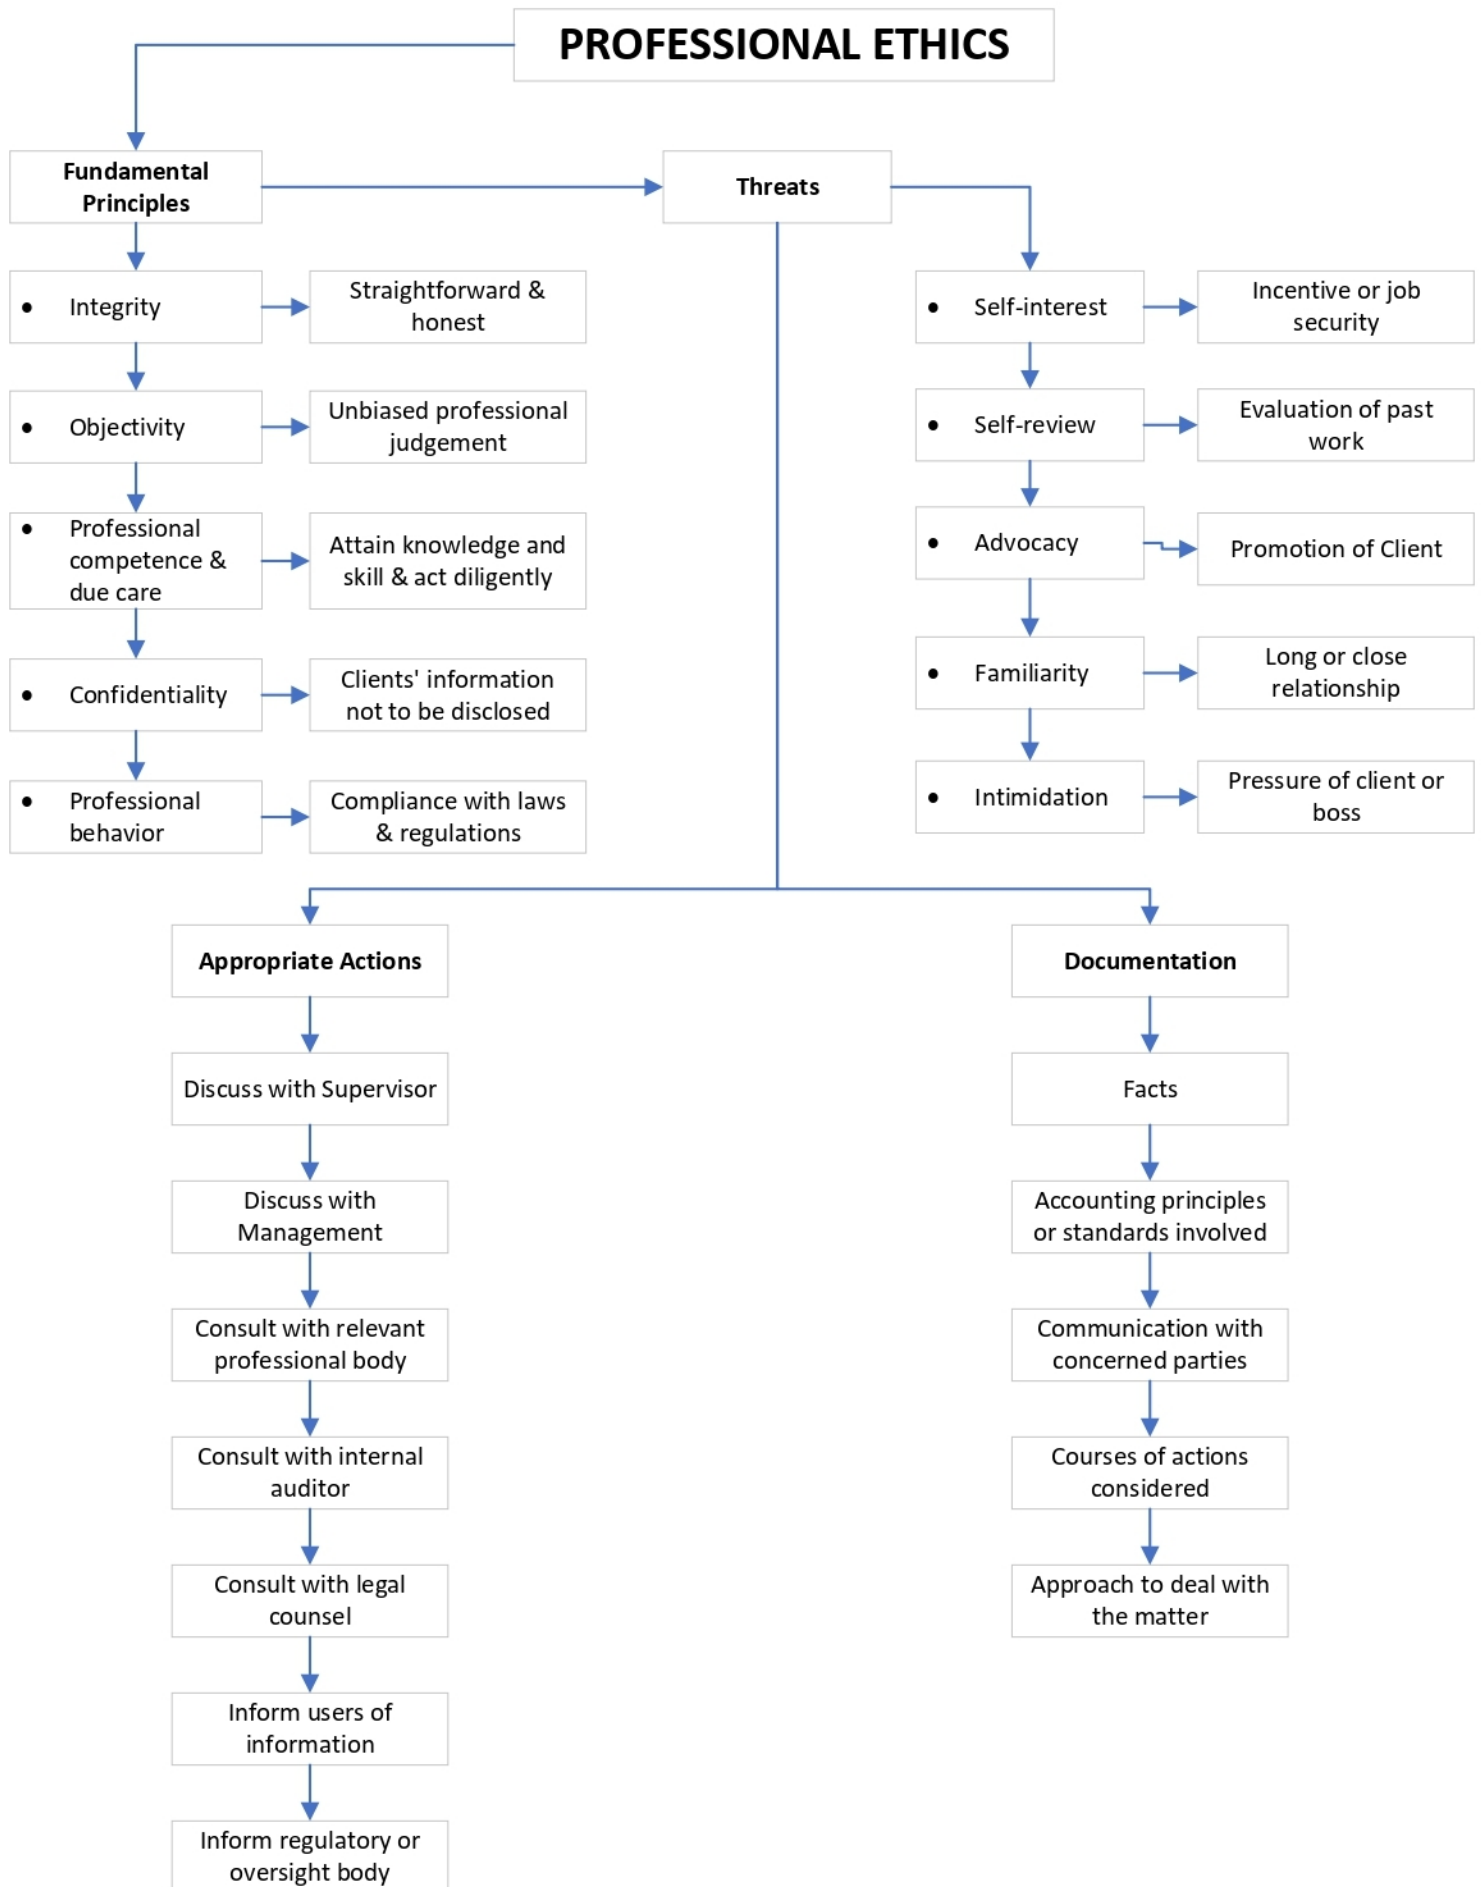 PROFESSIONAL ETHICS
Fundamental
Principles
Threats
• Integrity
Straightforward &
honest
• Objectivity
Unbiased professional
judgement
• Professional
competence &
due care
Attain knowledge and
skill & act diligently
• Confidentiality
Clients' information
not to be disclosed
• Professional
behavior
Compliance with laws
& regulations
• Self-interest
Incentive or job
security
• Self-review
Evaluation of past
work
• Advocacy
Promotion of Client
• Familiarity
Long or close
relationship
• Intimidation
Pressure of client or
boss
Appropriate Actions
Discuss with Supervisor
Discuss with
Management
Consult with relevant
professional body
Consult with internal
auditor
Consult with legal
counsel
Inform users of
information
Inform regulatory or
oversight body
Documentation
Facts
Accounting principles
or standards involved
Communication with
concerned parties
Courses of actions
considered
Approach to deal with
the matter